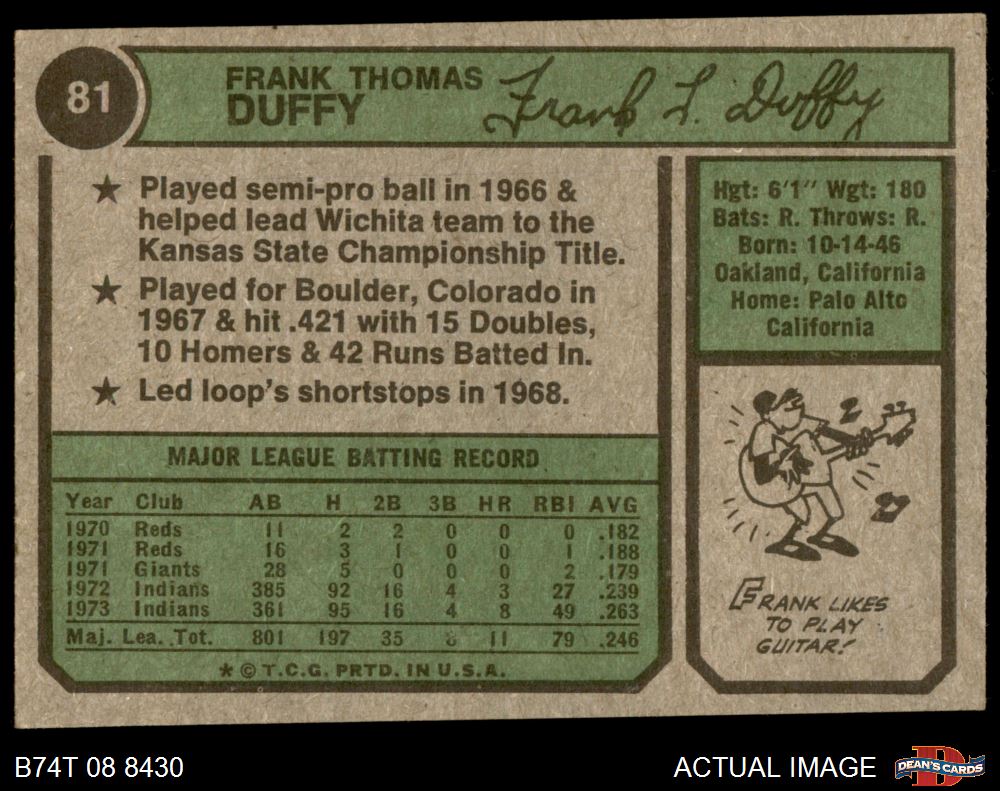 81
FRANK THOMAS
DUFFY
Frank T. Duffy
★ Played semi-pro ball in 1966 &
helped lead Wichita team to the
Kansas State Championship Title.
★ Played for Boulder, Colorado in
1967 & hit .421 with 15 Doubles,
10 Homers & 42 Runs Batted In.
★ Led loop's shortstops in 1968.
Hgt: 6'1" Wgt: 180
Bats: R. Throws: R.
Born: 10-14-46
Oakland, California
Home: Palo Alto
California
MAJOR LEAGUE BATTING RECORD
Year Club AB H 2B 3B HR RBI AVG
1970 Reds 11 2 2 0 0 0 .182
1971 Reds 16 3 1 0 0 1 .188
1971 Giants 28 5 0 0 0 2 .179
1972 Indians 385 92 16 4 3 27 .239
1973 Indians 361 95 16 4 8 49 .263
Maj. Lea. Tot. 801 197 35 8 11 79 .246
* © T.C.G. PRTD. IN U.S.A.
FRANK LIKES
TO PLAY
GUITAR!
B74T 08 8430
ACTUAL IMAGE
DEAN'S CARDS